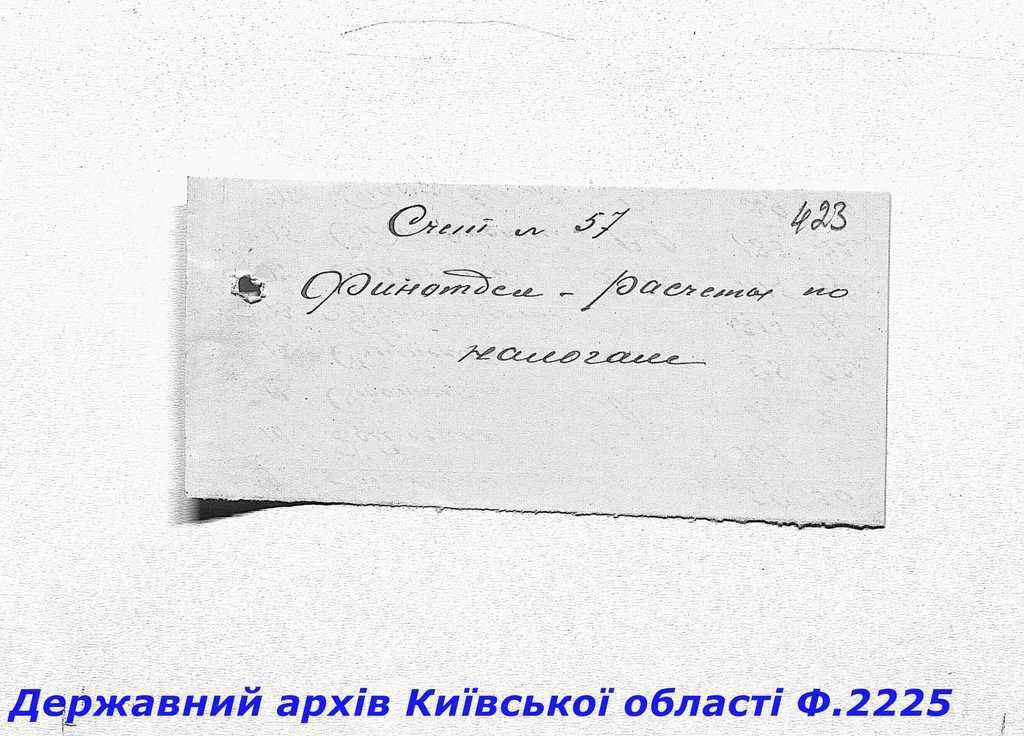 Счет № 57
423
Финотдел - расчеты по
налогам
Державний архів Київської області Ф.2225